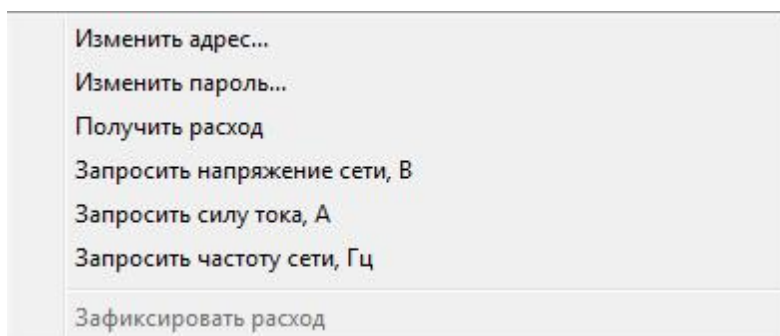 Изменить адрес...
Изменить пароль...
Получить расход
Запросить напряжение сети, В
Запросить силу тока, А
Запросить частоту сети, Гц
Зафиксировать расход